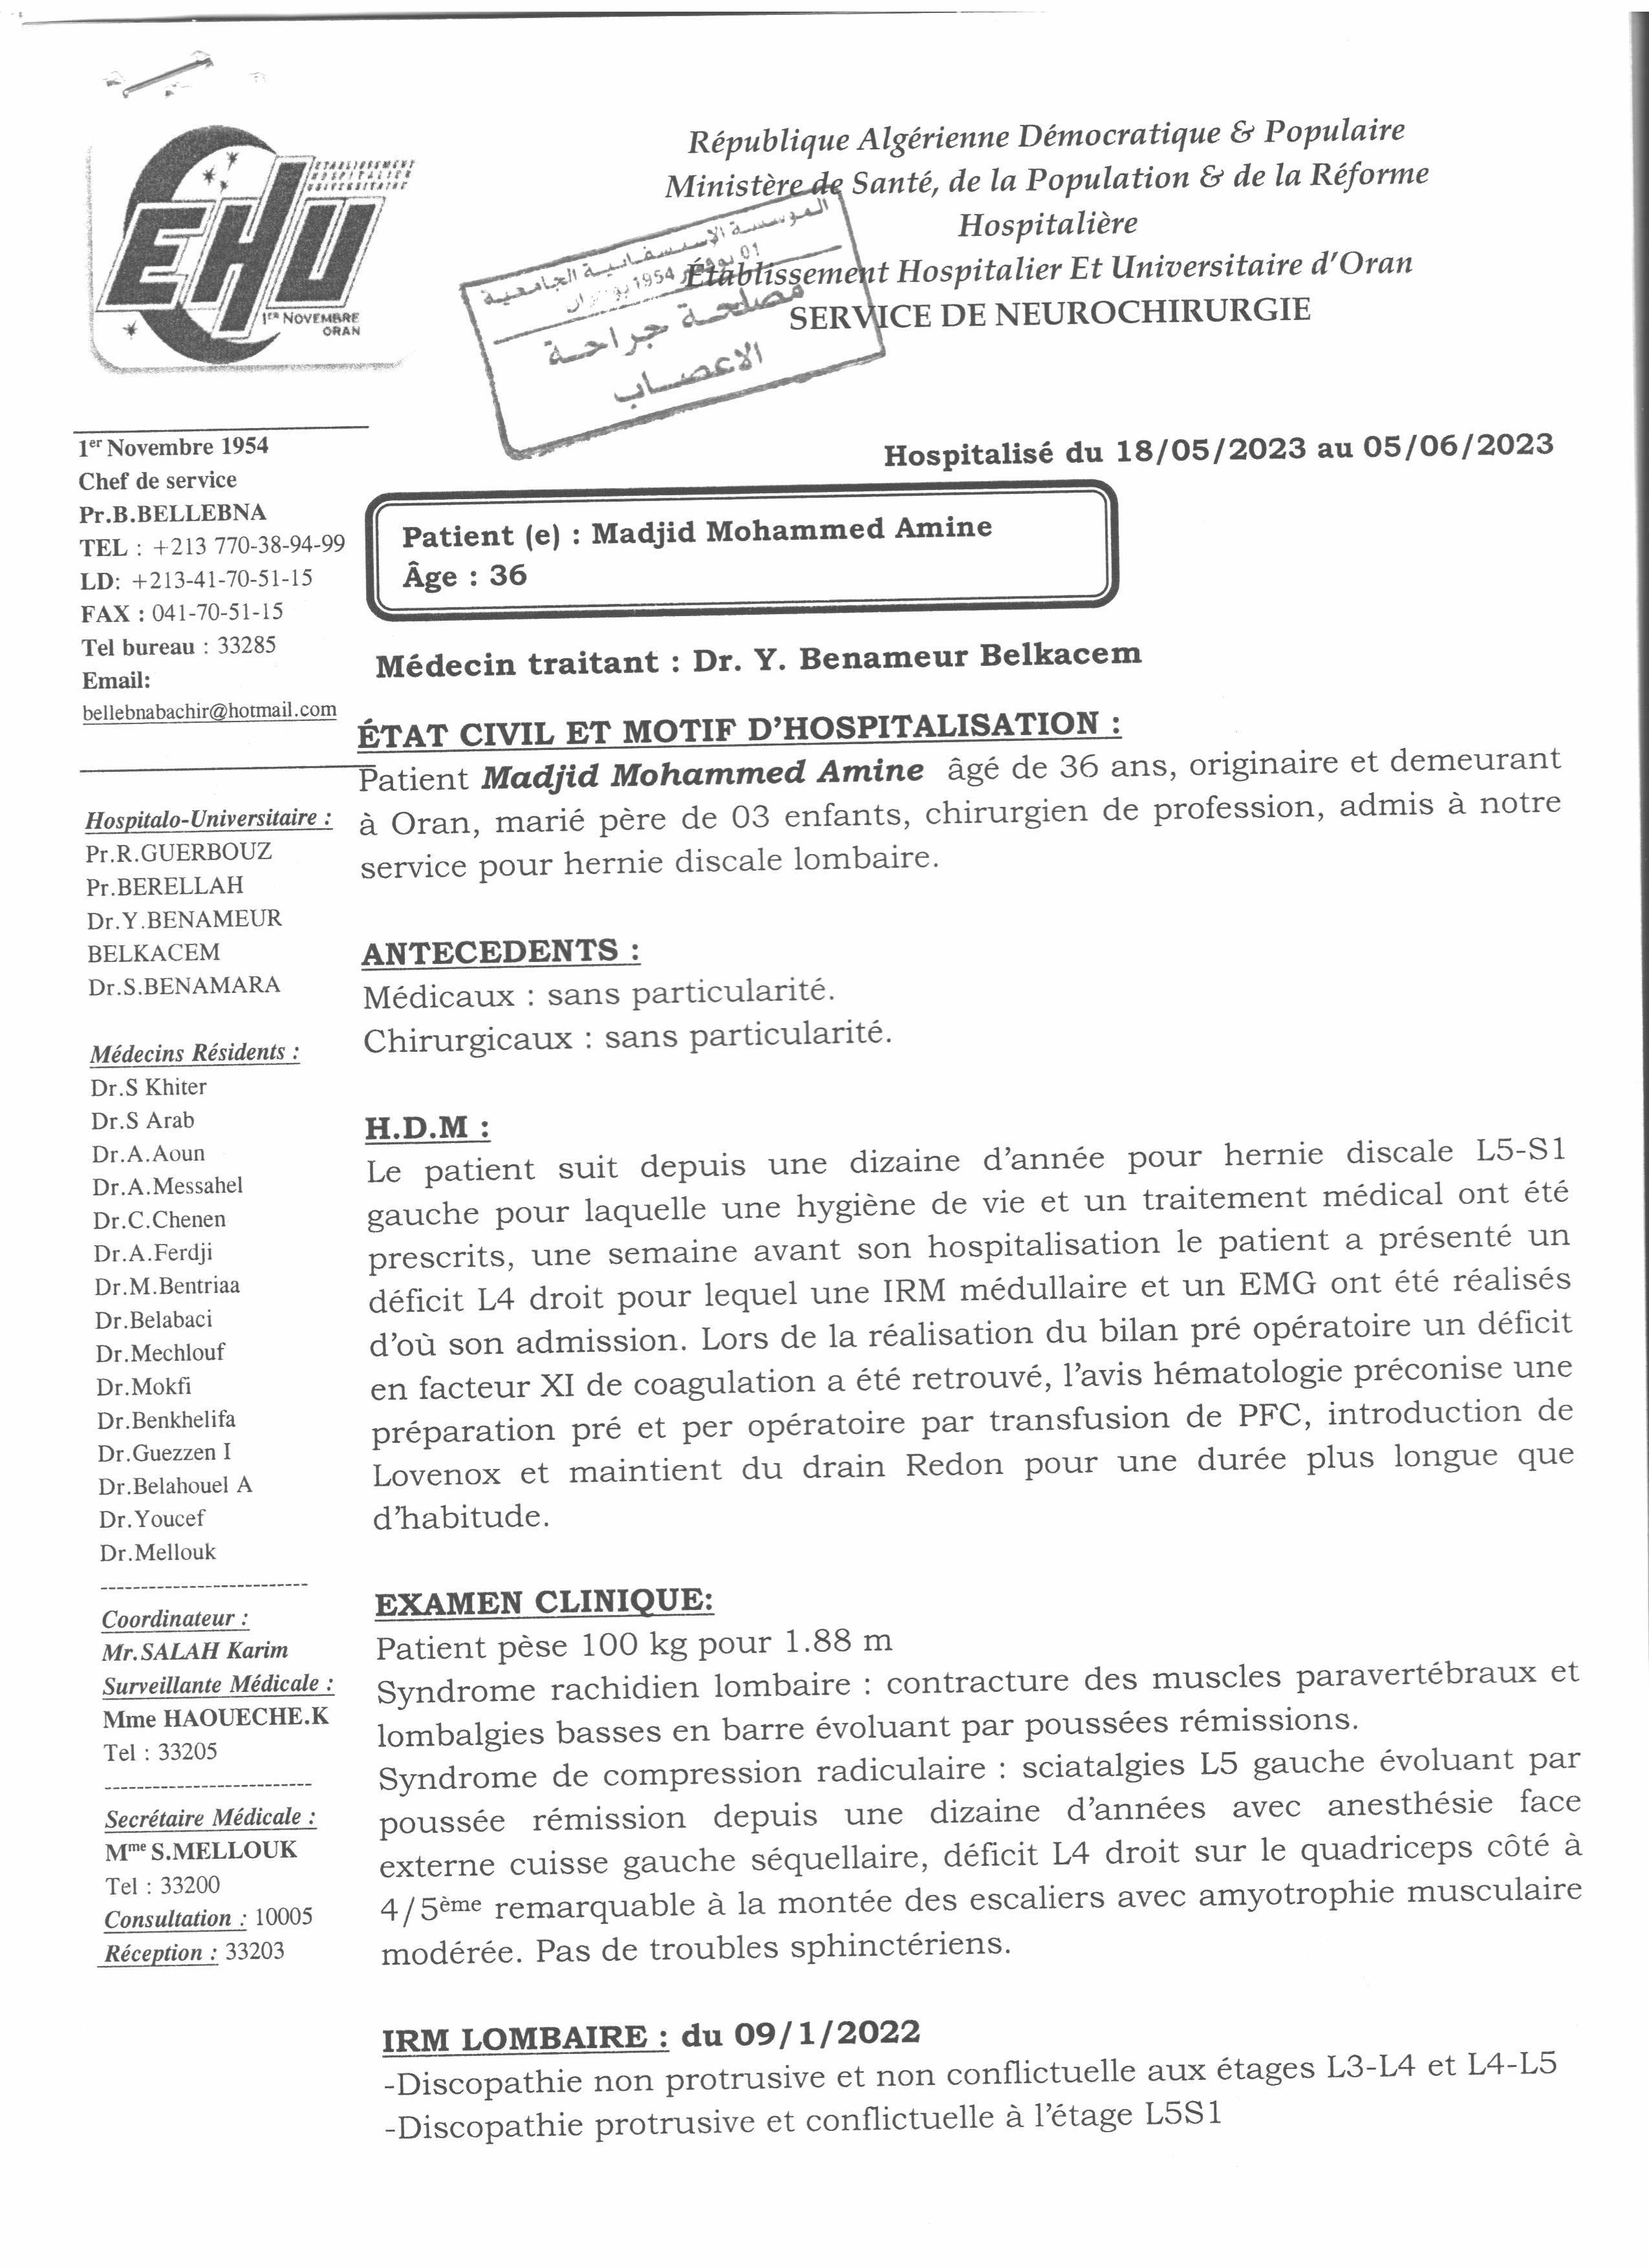 ETABLISSEMENT
HOSPITALIER
UNIVERSITAIRE
EHU
1ER NOVEMBRE
ORAN
République Algérienne Démocratique & Populaire
Ministère de Santé, de la Population & de la Réforme
Hospitalière
Établissement Hospitalier Et Universitaire d'Oran
SERVICE DE NEUROCHIRURGIE
المؤسسة الإستشفائية الجامعية
01 نوفمبر 1954 بوهران
مصلحة جراحة
الاعصاب
1er Novembre 1954
Chef de service
Pr.B.BELLEBNA
TEL : +213 770-38-94-99
LD: +213-41-70-51-15
FAX : 041-70-51-15
Tel bureau : 33285
Email:
bellebnabachir@hotmail.com
Hospitalo-Universitaire :
Pr.R.GUERBOUZ
Pr.BERELLAH
Dr.Y.BENAMEUR
BELKACEM
Dr.S.BENAMARA
Médecins Résidents :
Dr.S Khiter
Dr.S Arab
Dr.A.Aoun
Dr.A.Messahel
Dr.C.Chenen
Dr.A.Ferdji
Dr.M.Bentriaa
Dr.Belabaci
Dr.Mechlouf
Dr.Mokfi
Dr.Benkhelifa
Dr.Guezzen I
Dr.Belahouel A
Dr.Youcef
Dr.Mellouk
---------------------------
Coordinateur :
Mr.SALAH Karim
Surveillante Médicale :
Mme HAOUECHE.K
Tel : 33205
---------------------------
Secrétaire Médicale :
Mme S.MELLOUK
Tel : 33200
Consultation : 10005
Réception : 33203
Hospitalisé du 18/05/2023 au 05/06/2023
Patient (e) : Madjid Mohammed Amine
Âge : 36
Médecin traitant : Dr. Y. Benameur Belkacem
ÉTAT CIVIL ET MOTIF D'HOSPITALISATION :
Patient Madjid Mohammed Amine âgé de 36 ans, originaire et demeurant
à Oran, marié père de 03 enfants, chirurgien de profession, admis à notre
service pour hernie discale lombaire.
ANTECEDENTS :
Médicaux : sans particularité.
Chirurgicaux : sans particularité.
H.D.M :
Le patient suit depuis une dizaine d'année pour hernie discale L5-S1
gauche pour laquelle une hygiène de vie et un traitement médical ont été
prescrits, une semaine avant son hospitalisation le patient a présenté un
déficit L4 droit pour lequel une IRM médullaire et un EMG ont été réalisés
d'où son admission. Lors de la réalisation du bilan pré opératoire un déficit
en facteur XI de coagulation a été retrouvé, l'avis hématologie préconise une
préparation pré et per opératoire par transfusion de PFC, introduction de
Lovenox et maintient du drain Redon pour une durée plus longue que
d'habitude.
EXAMEN CLINIQUE:
Patient pèse 100 kg pour 1.88 m
Syndrome rachidien lombaire : contracture des muscles paravertébraux et
lombalgies basses en barre évoluant par poussées rémissions.
Syndrome de compression radiculaire : sciatalgies L5 gauche évoluant par
poussée rémission depuis une dizaine d'années avec anesthésie face
externe cuisse gauche séquellaire, déficit L4 droit sur le quadriceps côté à
4/5ème remarquable à la montée des escaliers avec amyotrophie musculaire
modérée. Pas de troubles sphinctériens.
IRM LOMBAIRE : du 09/1/2022
-Discopathie non protrusive et non conflictuelle aux étages L3-L4 et L4-L5
-Discopathie protrusive et conflictuelle à l'étage L5S1